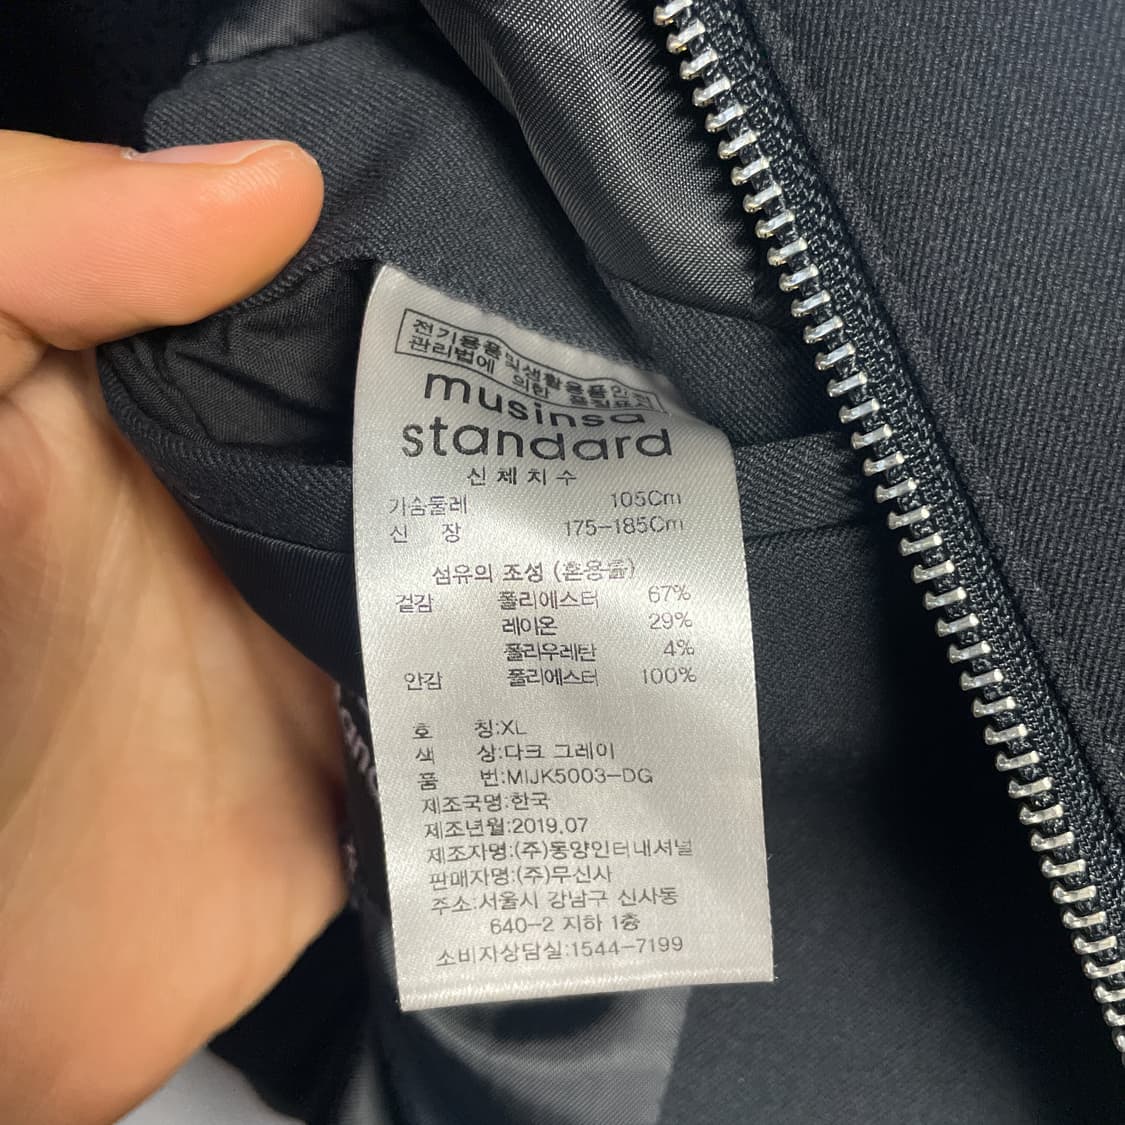 전기용품및생활용품안전
관리법에 의한 품질표시
musinsa
standard
신체치수
가슴둘레 105Cm
신 장 175-185Cm
섬유의 조성 (혼용률)
겉감 폴리에스터 67%
레이온 29%
폴리우레탄 4%
안감 폴리에스터 100%
호 칭:XL
색 상:다크 그레이
품 번:MIJK5003-DG
제조국명:한국
제조년월:2019.07
제조자명:(주)동양인터내셔널
판매자명:(주)무신사
주소:서울시 강남구 신사동
640-2 지하 1층
소비자상담실:1544-7199